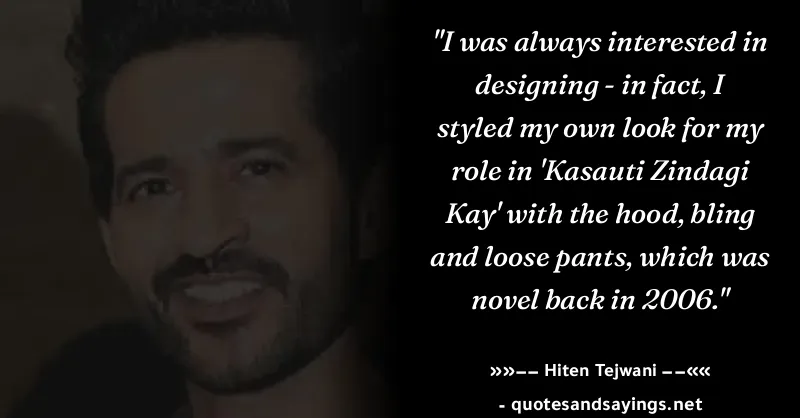 "I was always interested in
designing - in fact, I
styled my own look for my
role in 'Kasauti Zindagi
Kay' with the hood, bling
and loose pants, which was
novel back in 2006."
»»-- Hiten Tejwani --««
- quotesandsayings.net